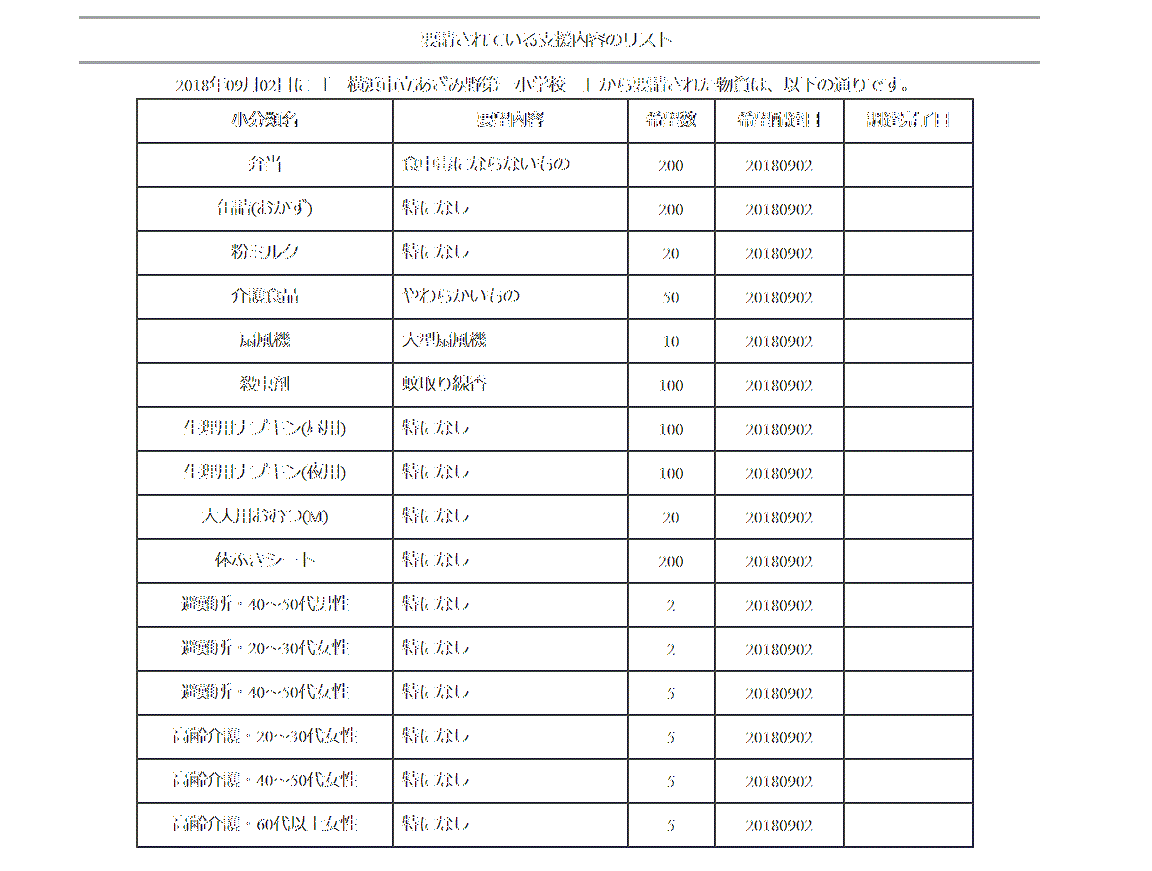 要請されている支援内容のリスト
2018年09月02日に「 横浜市立あざみ野第一小学校 」から要請された物資は、以下の通りです。
小分類名 要望内容 希望数 希望配達日 調達完了日
弁当 食中毒にならないもの 200 20180902
缶詰(おかず) 特になし 200 20180902
粉ミルク 特になし 20 20180902
介護食品 やわらかいもの 50 20180902
扇風機 大型扇風機 10 20180902
殺虫剤 蚊取り線香 100 20180902
生理用ナプキン(昼用) 特になし 100 20180902
生理用ナプキン(夜用) 特になし 100 20180902
大人用おむつ(M) 特になし 20 20180902
体ふきシート 特になし 200 20180902
避難所・40〜50代男性 特になし 2 20180902
避難所・20〜30代女性 特になし 2 20180902
避難所・40〜50代女性 特になし 5 20180902
高齢介護・20〜30代女性 特になし 5 20180902
高齢介護・40〜50代女性 特になし 5 20180902
高齢介護・60代以上女性 特になし 5 20180902